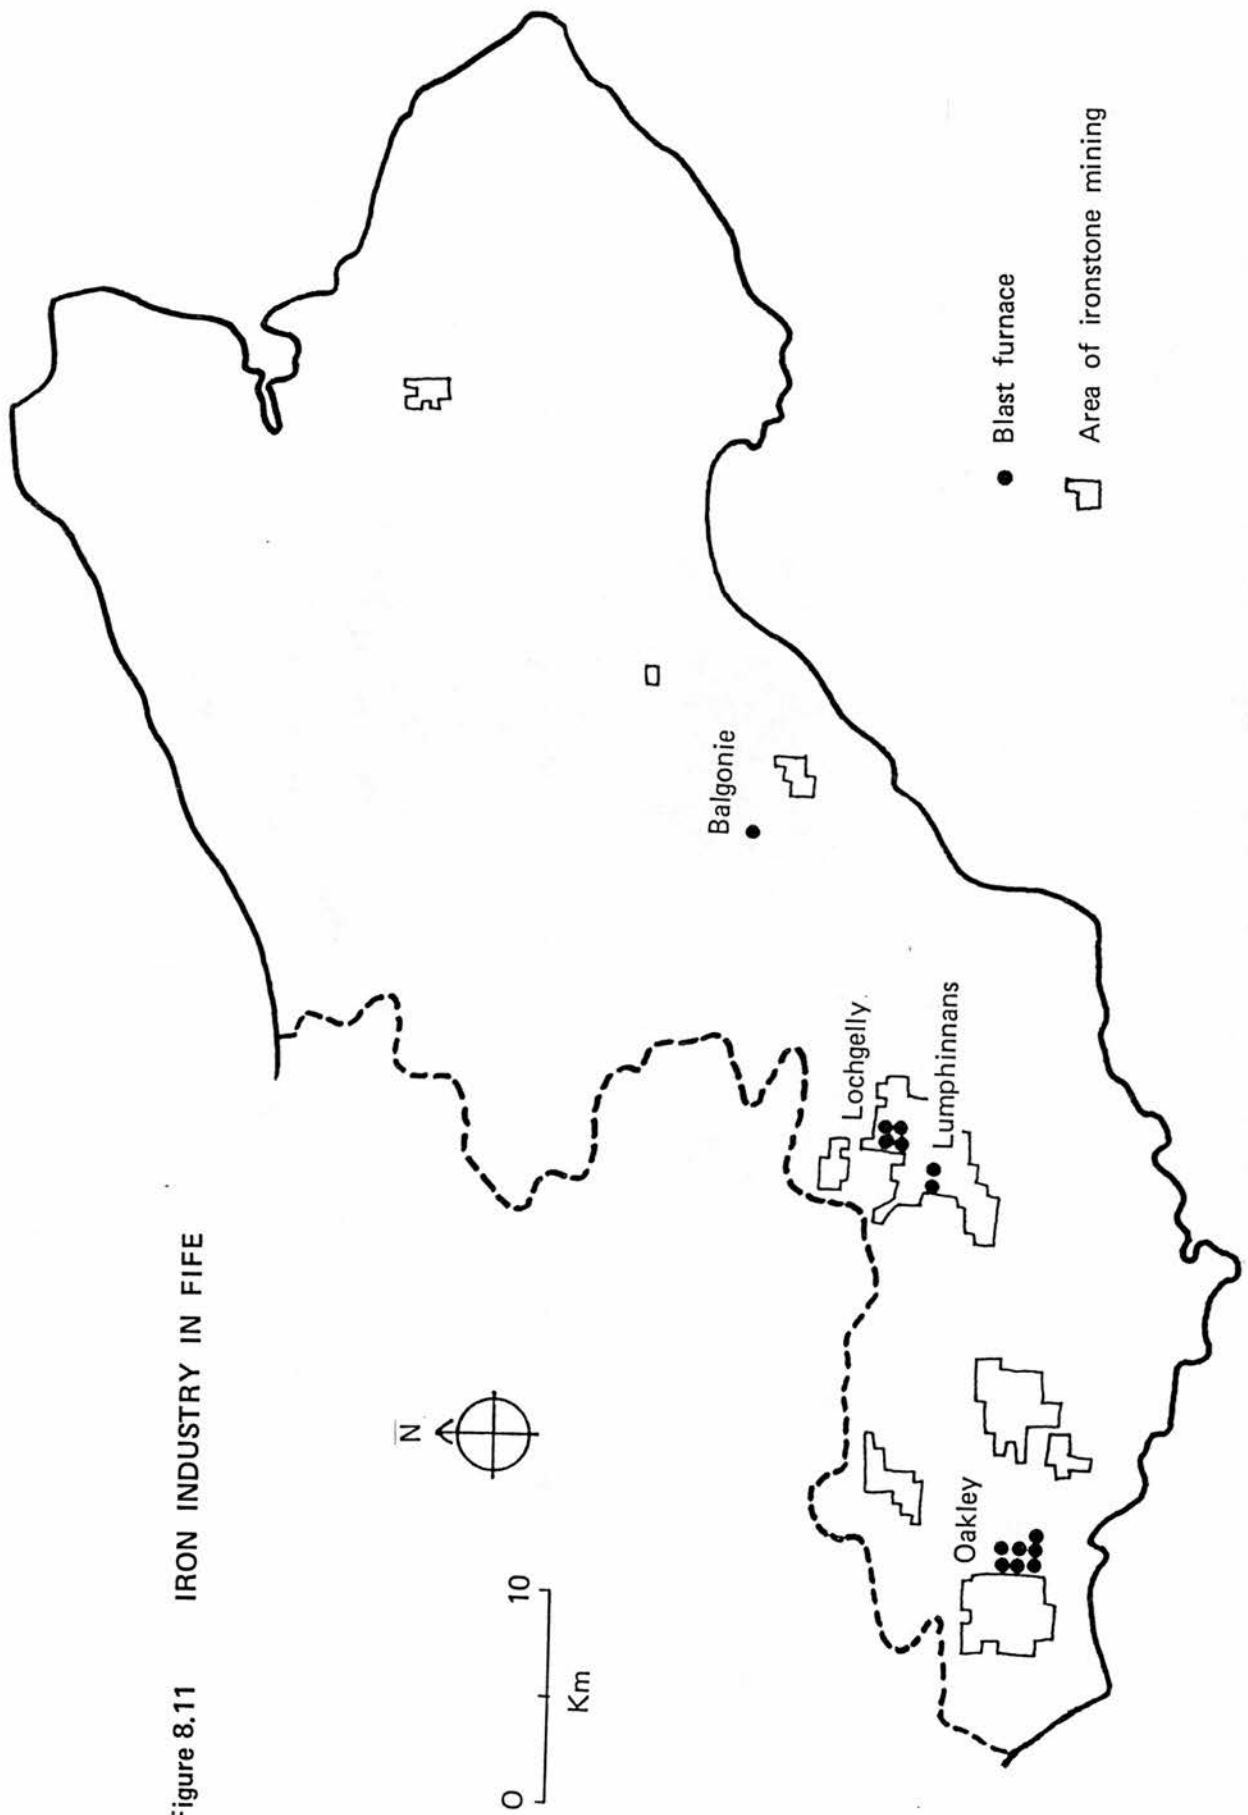 Figure 8.11 IRON INDUSTRY IN FIFE
N
0 10
Km
Balgonie
Lochgelly
Lumphinnans
Oakley
Blast furnace
Area of ironstone mining